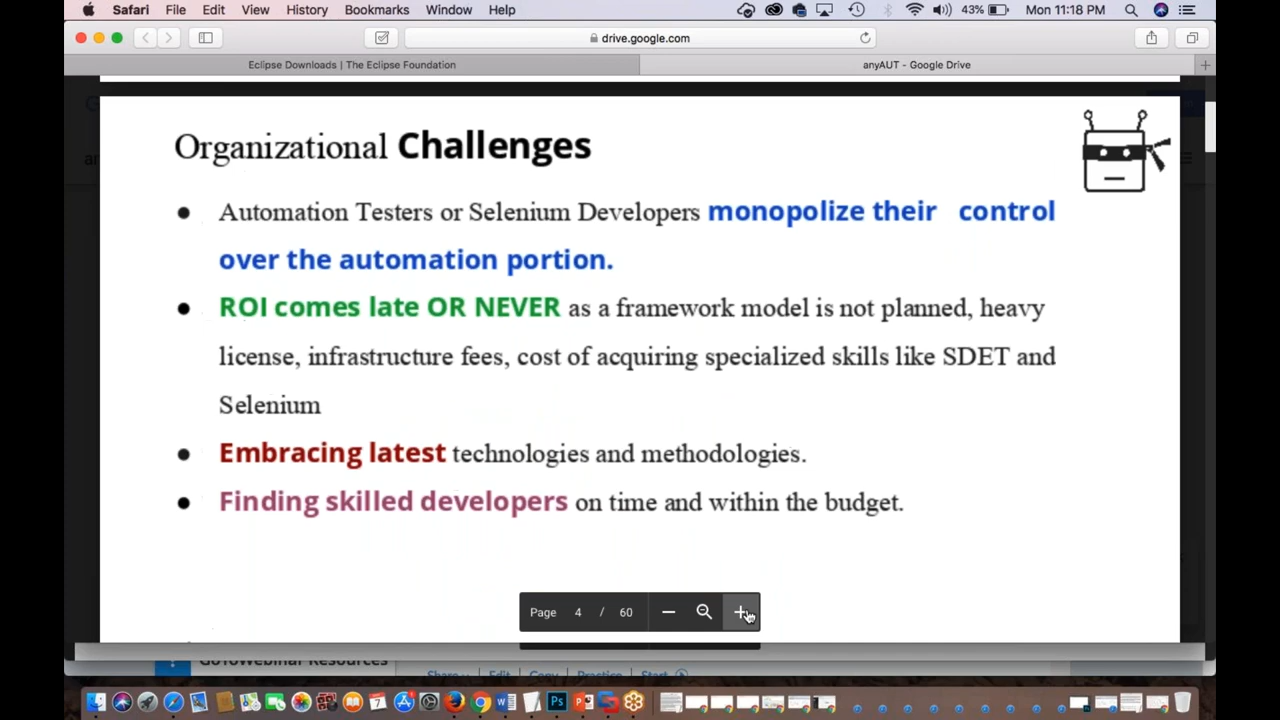 Safari File Edit View History Bookmarks Window Help 43% Mon 11:18 PM
drive.google.com
Eclipse Downloads | The Eclipse Foundation anyAUT - Google Drive
Organizational Challenges
● Automation Testers or Selenium Developers monopolize their control
over the automation portion.
● ROI comes late OR NEVER as a framework model is not planned, heavy
license, infrastructure fees, cost of acquiring specialized skills like SDET and
Selenium
● Embracing latest technologies and methodologies.
● Finding skilled developers on time and within the budget.
Page 4 / 60
GoToWebinar Resources
Share Edit Copy Practice Start
7 W Ps